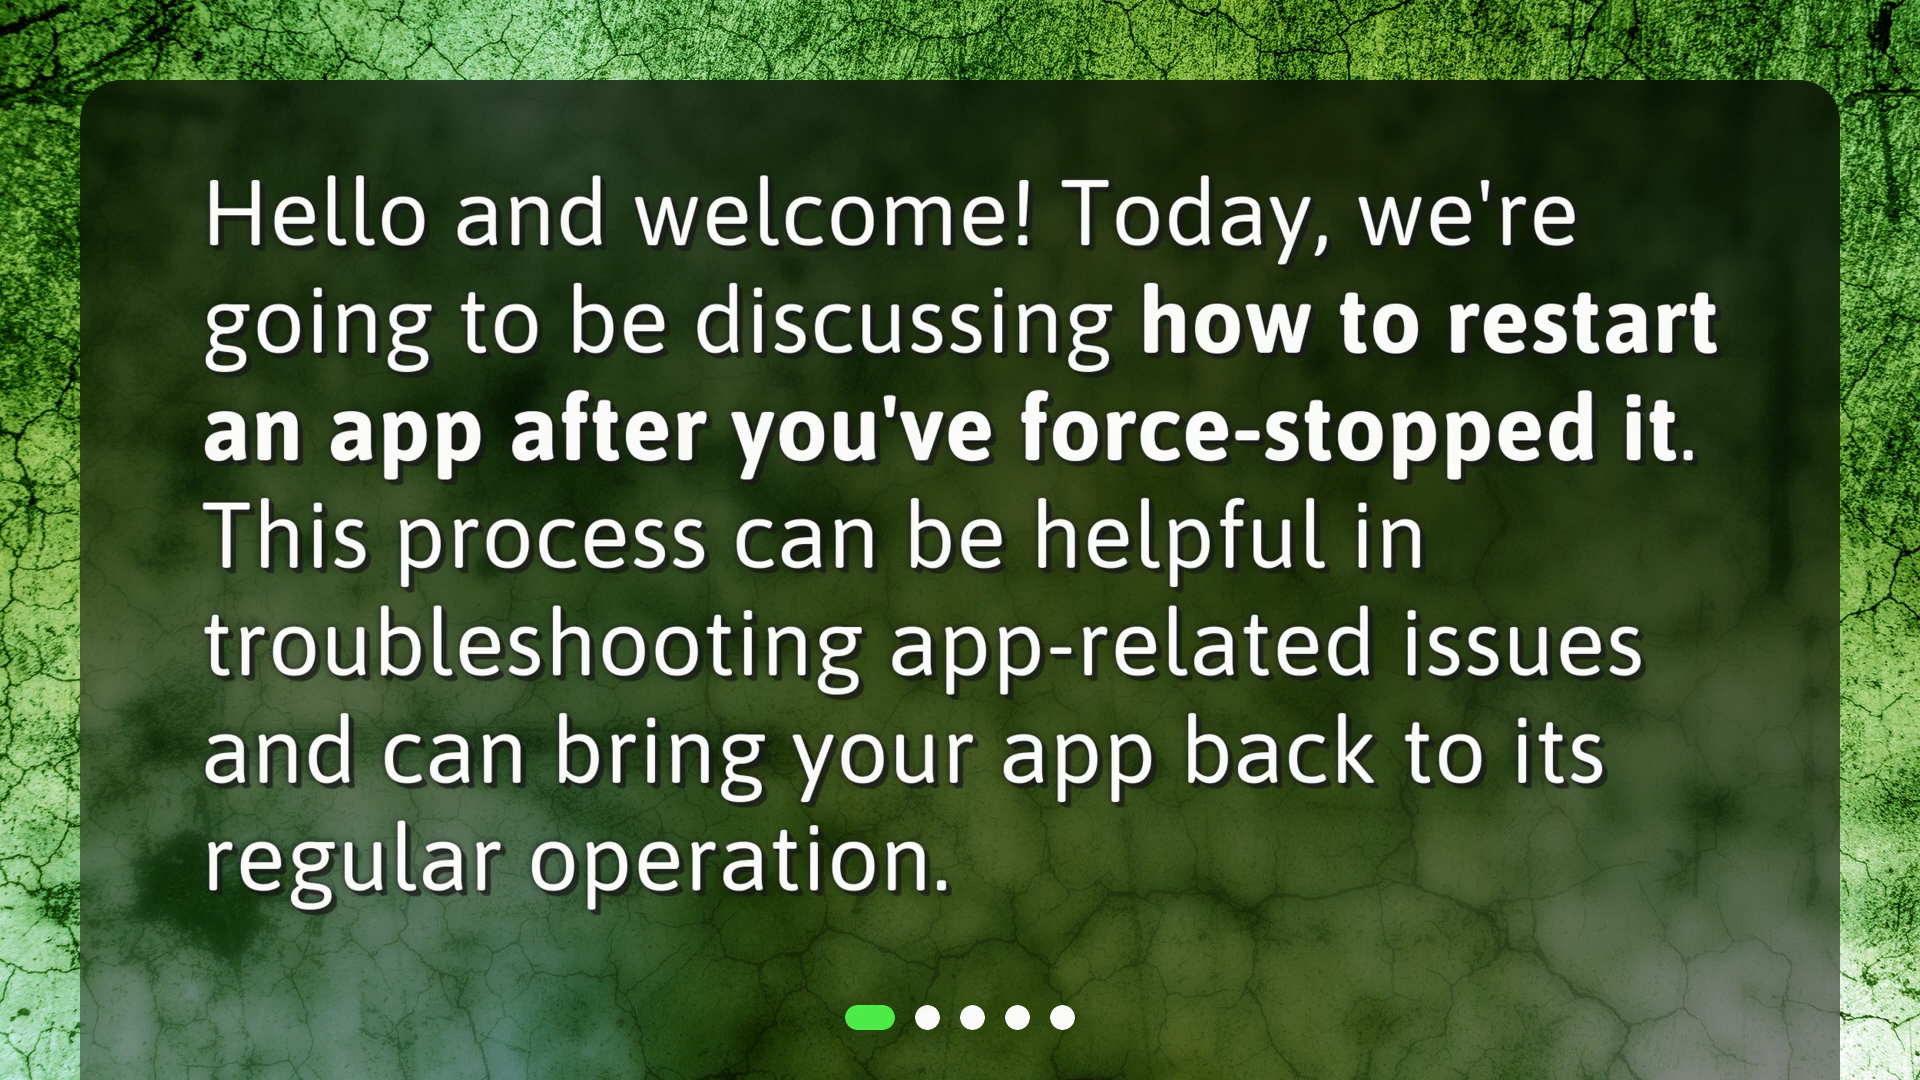 Hello and welcome! Today, we're
going to be discussing how to restart
an app after you've force-stopped it.
This process can be helpful in
troubleshooting app-related issues
and can bring your app back to its
regular operation.